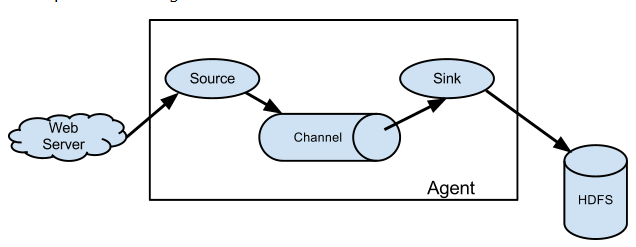 Web
Server
Source
Channel
Sink
Agent
HDFS